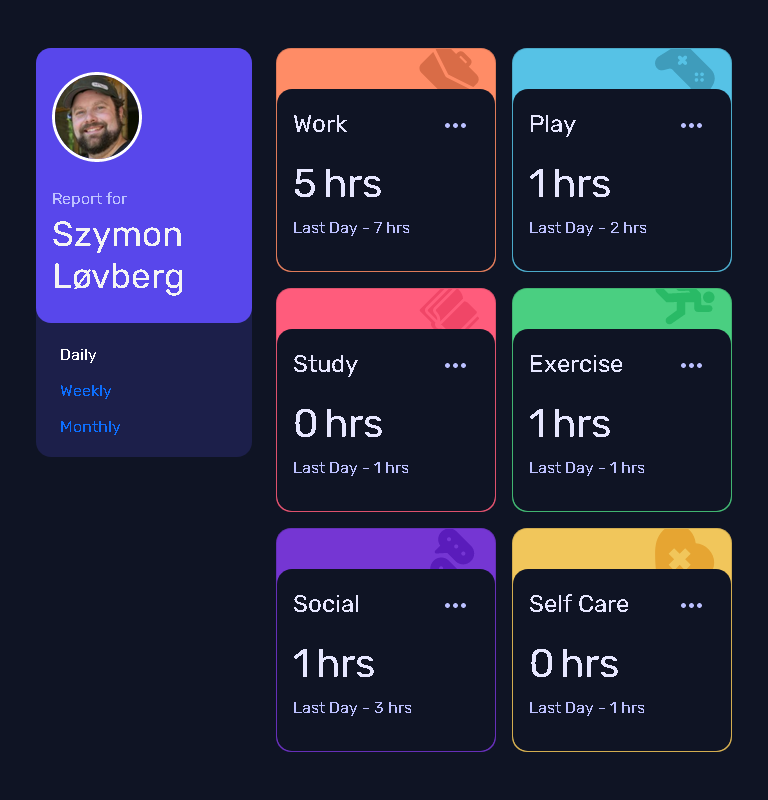 Report for
Szymon
Løvberg
Daily
Weekly
Monthly
Work
5 hrs
Last Day - 7 hrs
Play
1 hrs
Last Day - 2 hrs
Study
0 hrs
Last Day - 1 hrs
Exercise
1 hrs
Last Day - 1 hrs
Social
1 hrs
Last Day - 3 hrs
Self Care
0 hrs
Last Day - 1 hrs